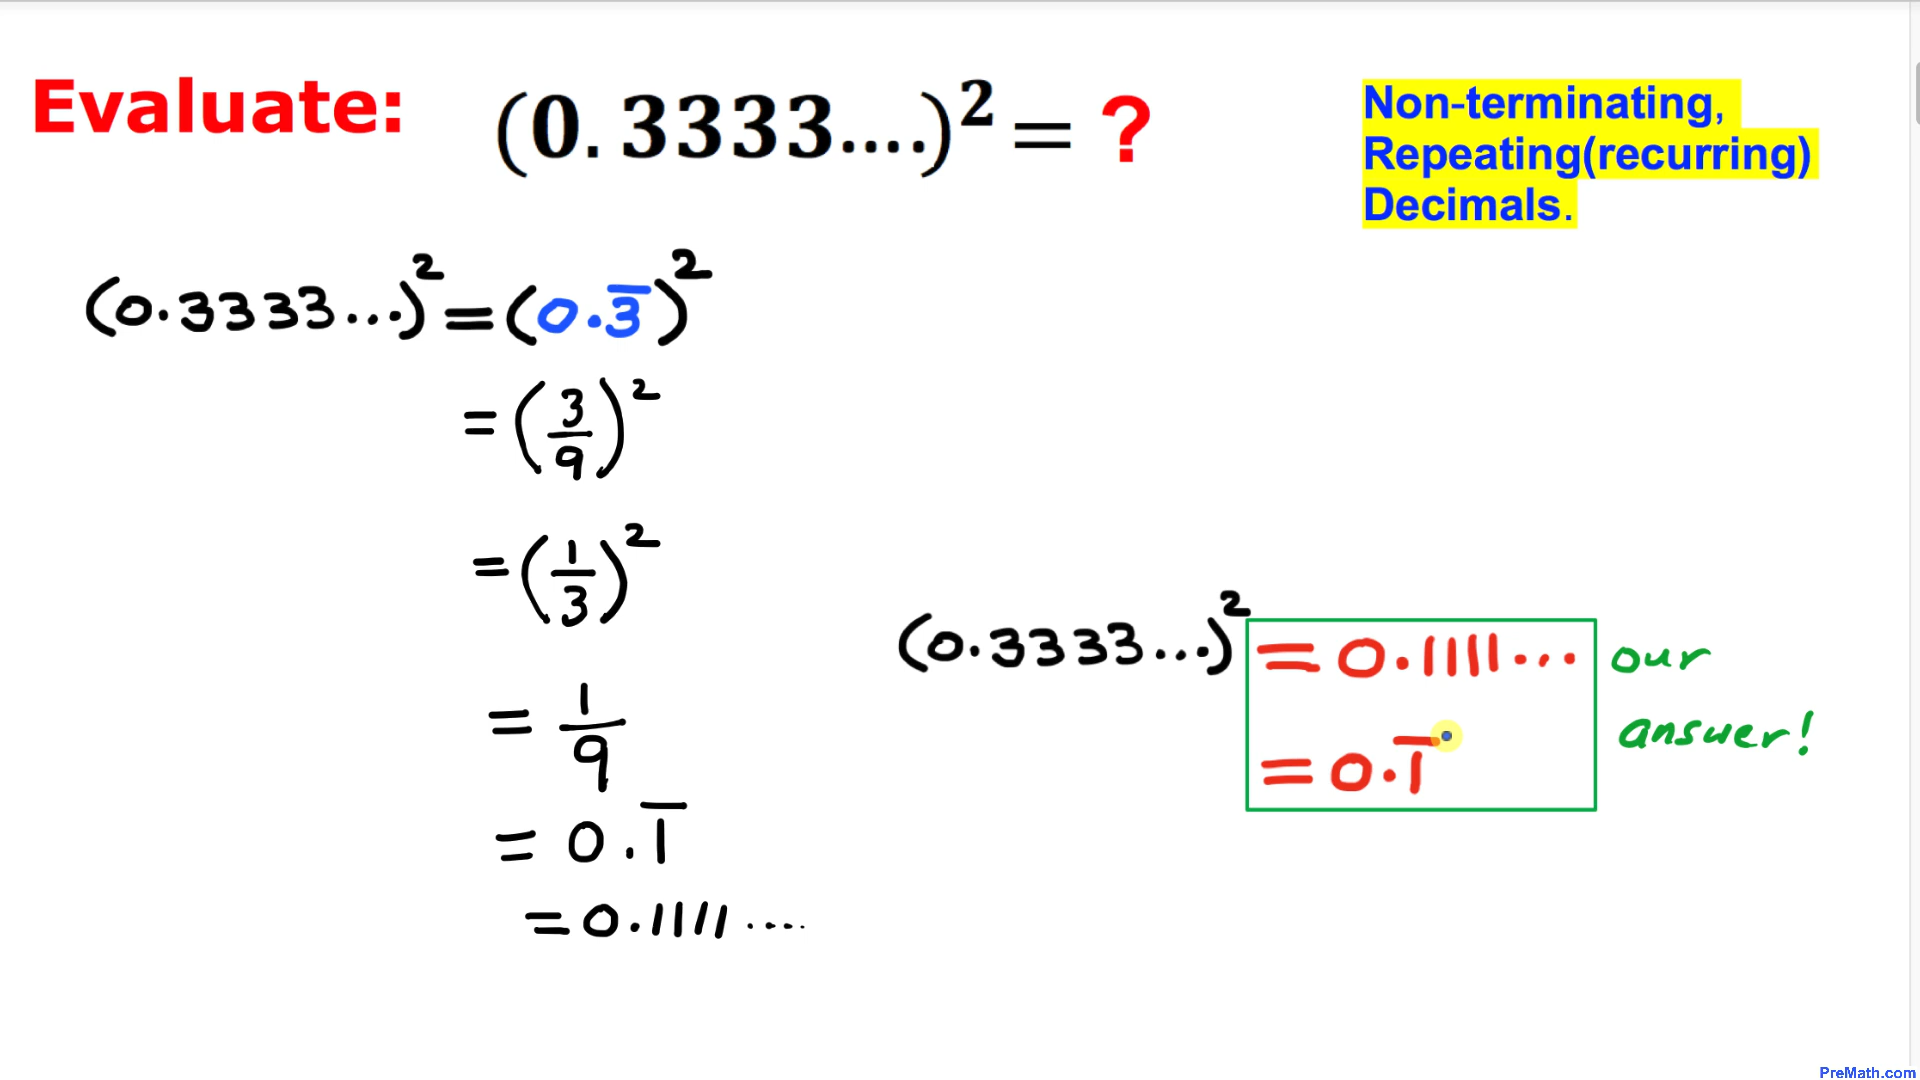 Evaluate: (0.3333....)² = ?
Non-terminating,
Repeating(recurring)
Decimals.
(0.3333...)² = (0.3̅)²
= (3/9)²
= (1/3)²
= 1/9
= 0.1̅
= 0.1111....
(0.3333...)² = 0.1111...
= 0.1̅
our
answer!
PreMath.com